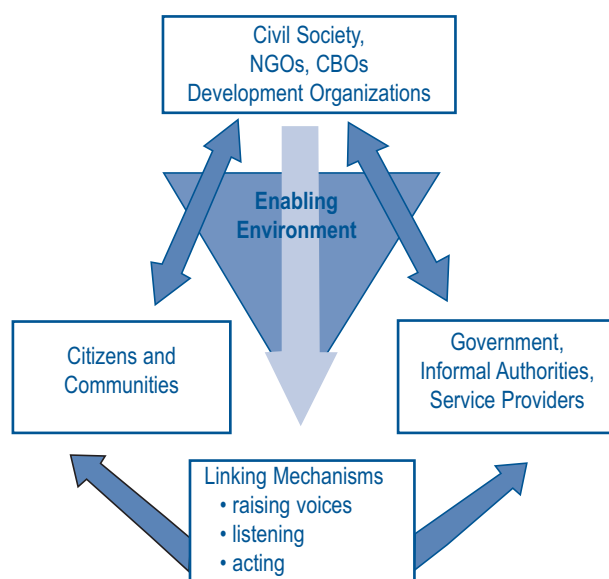 Civil Society,
NGOs, CBOs
Development Organizations
Enabling
Environment
Citizens and
Communities
Government,
Informal Authorities,
Service Providers
Linking Mechanisms
• raising voices
• listening
• acting